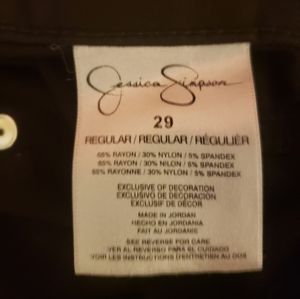 Jessica Simpson
29
REGULAR / REGULAR / RÉGULIER
65% RAYON / 30% NYLON / 5% SPANDEX
65% RAYON / 30% NILON / 5% SPANDEX
65% RAYONNE / 30% NYLON / 5% SPANDEX
EXCLUSIVE OF DECORATION
EXCLUSIVO DE DECORACIÓN
EXCLUSIF DE DÉCOR
MADE IN JORDAN
HECHO EN JORDANIA
FAIT AU JORDANIE
SEE REVERSE FOR CARE
VER AL REVERSO PARA EL CUIDADO
VOIR LES INSTRUCTIONS D'ENTRETIEN AU DOS